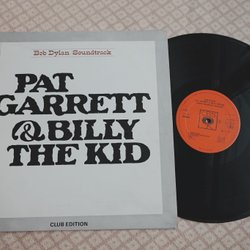 Bob Dylan Soundtrack
PAT
GARRETT
& BILLY
THE KID
CLUB EDITION